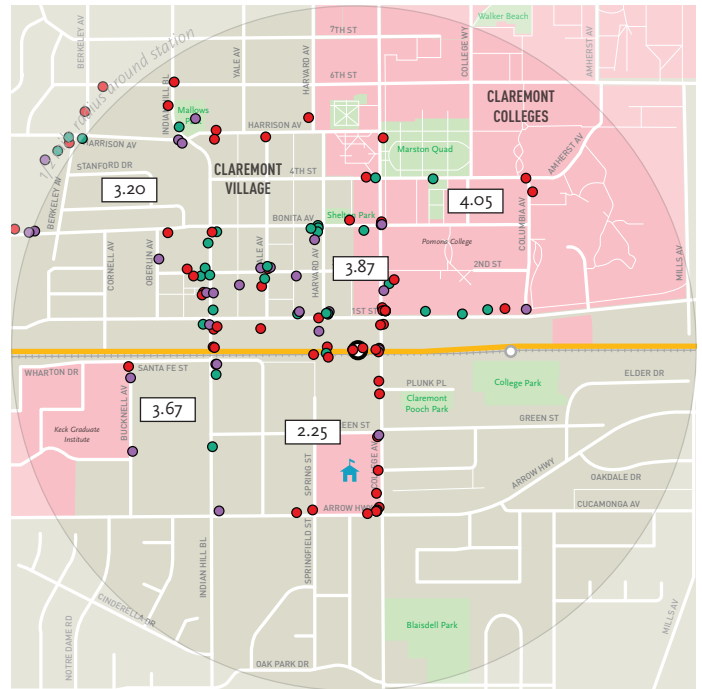 Walker Beach
7TH ST
BERKELEY AV
YALE AV
HARVARD AV
COLLEGE WY
AMHERST AV
1/2 radius around station
6TH ST
INDIAN HILL BL
Mallows
CLAREMONT
COLLEGES
HARRISON AV
HARRISON AV
Marston Quad
AMHERST AV
STANFORD DR
CLAREMONT
VILLAGE
4TH ST
3.20
4.05
BERKELEY AV
BONITA AV
Shelton Park
COLUMBIA AV
Pomona College
CORNELL AV
OBERLIN AV
YALE AV
HARVARD AV
3.87
2ND ST
MILLS AV
1ST ST
WHARTON DR
SANTA FE ST
PLUNK PL
College Park
ELDER DR
Claremont
Pooch Park
BUCKNELL AV
3.67
Keck Graduate
Institute
2.25
GREEN ST
SPRING ST
COLLEGE AV
ARROW HWY
OAKDALE DR
CUCAMONGA AV
ARROW HWY
INDIAN HILL BL
SPRINGFIELD ST
CINDERELLA DR
Blaisdell Park
MILLS AV
NOTRE DAME RD
OAK PARK DR